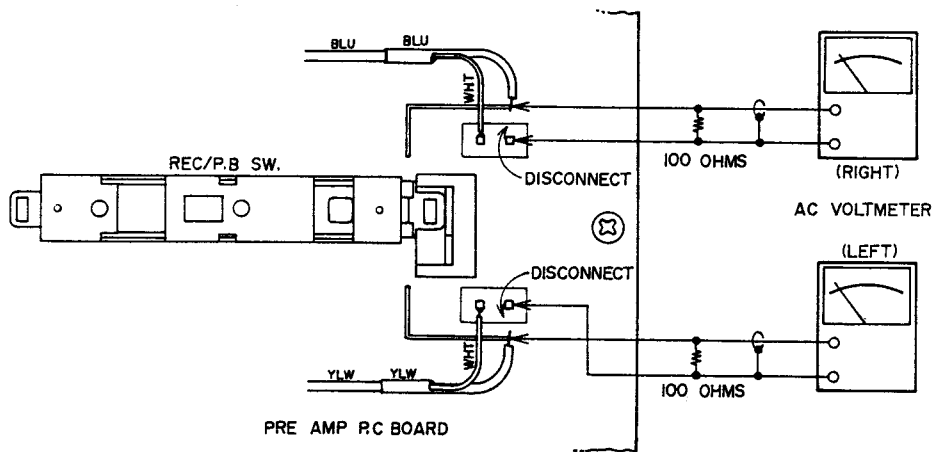 BLU BLU
WHT
REC/P.B SW.
DISCONNECT
100 OHMS
(RIGHT)
AC VOLTMETER
(LEFT)
DISCONNECT
WHT
YLW YLW
100 OHMS
PRE AMP P.C BOARD